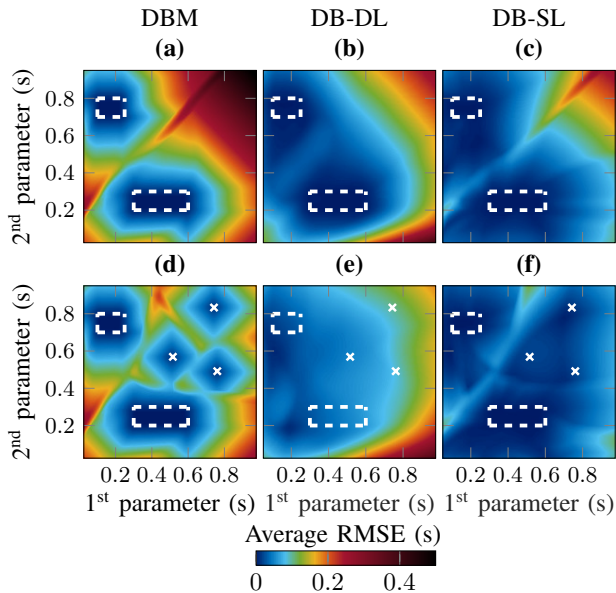 DBM DB-DL DB-SL
(a) (b) (c)
2nd parameter (s)
0.8
0.6
0.4
0.2
(d) (e) (f)
2nd parameter (s)
0.8
0.6
0.4
0.2
0.2 0.4 0.6 0.8 0.2 0.4 0.6 0.8 0.2 0.4 0.6 0.8
1st parameter (s) 1st parameter (s) 1st parameter (s)
Average RMSE (s)
0 0.2 0.4